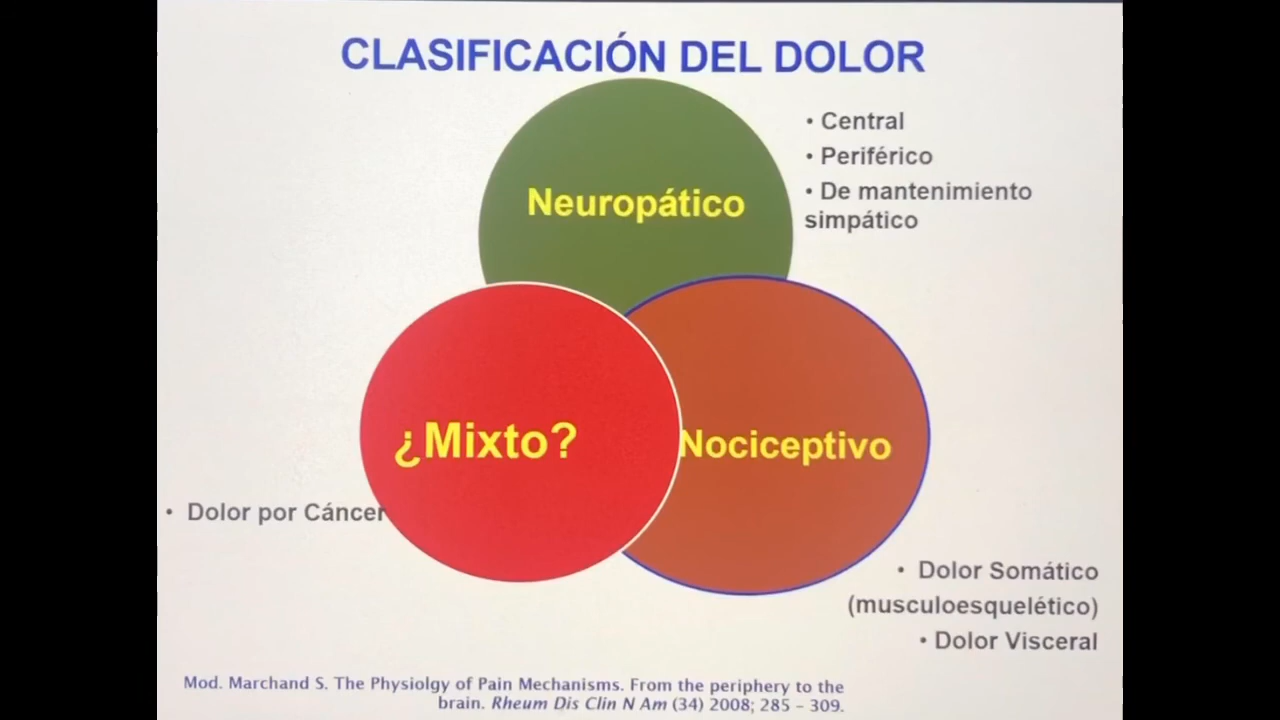 CLASIFICACIÓN DEL DOLOR
• Central
• Periférico
• De mantenimiento
simpático
Neuropático
¿Mixto?
Nociceptivo
• Dolor por Cáncer
• Dolor Somático
(musculoesquelético)
• Dolor Visceral
Mod. Marchand S. The Physiolgy of Pain Mechanisms. From the periphery to the
brain. Rheum Dis Clin N Am (34) 2008; 285 – 309.